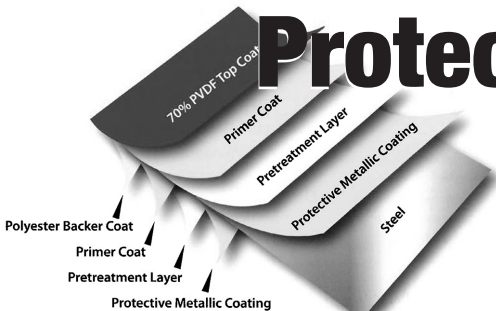 Protec
70% PVDF Top Coat
Primer Coat
Pretreatment Layer
Protective Metallic Coating
Steel
Polyester Backer Coat
Primer Coat
Pretreatment Layer
Protective Metallic Coating